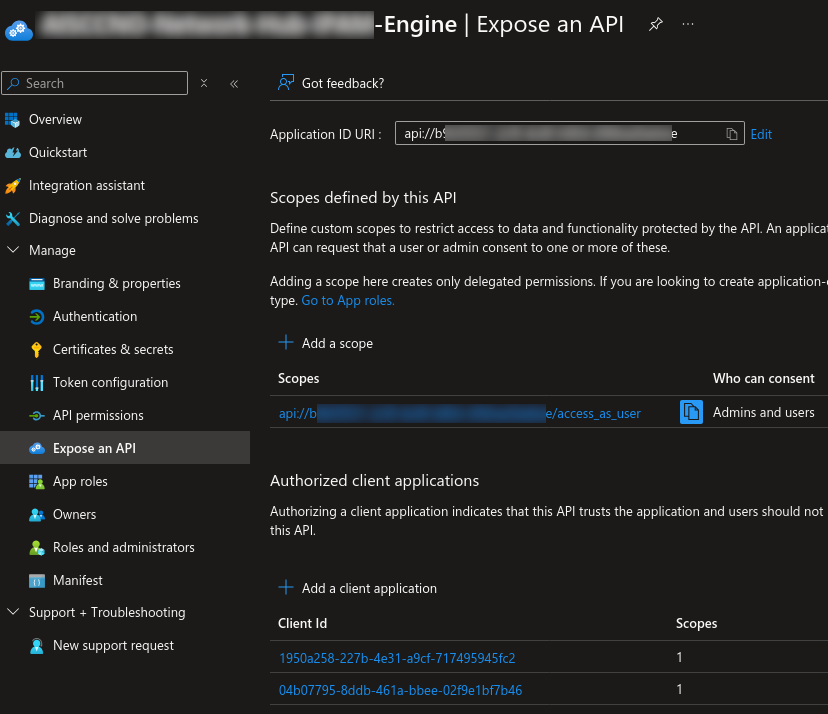 -Engine | Expose an API
Search
Got feedback?
Overview
Application ID URI :
api://b9
e
Edit
Quickstart
Integration assistant
Diagnose and solve problems
Manage
Branding & properties
Authentication
Certificates & secrets
Token configuration
API permissions
Expose an API
App roles
Owners
Roles and administrators
Manifest
Support + Troubleshooting
New support request
Scopes defined by this API
Define custom scopes to restrict access to data and functionality protected by the API. An applicat
API can request that a user or admin consent to one or more of these.
Adding a scope here creates only delegated permissions. If you are looking to create application-o
type. Go to App roles.
Add a scope
Scopes
Who can consent
api://b
e/access_as_user
Admins and users
Authorized client applications
Authorizing a client application indicates that this API trusts the application and users should not
this API.
Add a client application
Client Id
Scopes
1950a258-227b-4e31-a9cf-717495945fc2
1
04b07795-8ddb-461a-bbee-02f9e1bf7b46
1